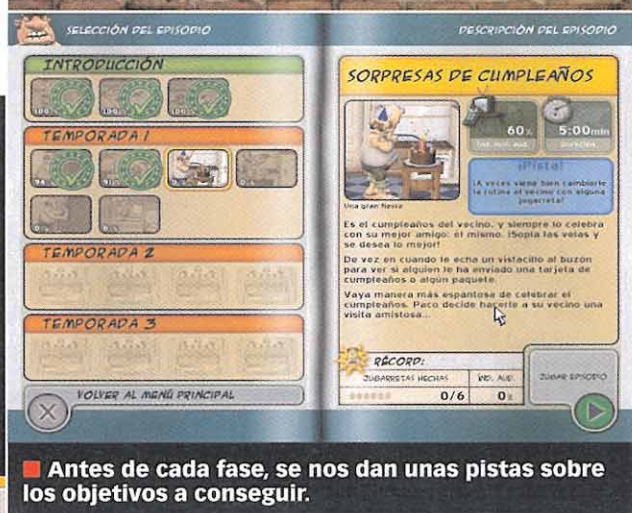 SELECCIÓN DEL EPISODIO
INTRODUCCIÓN
100%
100%
100%
TEMPORADA 1
TEMPORADA 2
TEMPORADA 3
VOLVER AL MENÚ PRINCIPAL
DESCRIPCIÓN DEL EPISODIO
SORPRESAS DE CUMPLEAÑOS
60%
5:00min
¡Pista!
¡A veces viene bien cambiarle
la rutina al vecino con alguna
jugarreta!
Una gran fiesta
Es el cumpleaños del vecino, y siempre lo celebra
con su mejor amigo: él mismo. ¡Sopla las velas y
se desea lo mejor!
De vez en cuando le echa un vistacillo al buzón
para ver si alguien le ha enviado una tarjeta de
cumpleaños o algún paquete.
Vaya manera más espantosa de celebrar el
cumpleaños. Paco decide hacerle a su vecino una
visita amistosa...
RÉCORD:
JUGARRETAS HECHAS
IND. AUD.
0/6
0%
JUGAR EPISODIO
Antes de cada fase, se nos dan unas pistas sobre
los objetivos a conseguir.